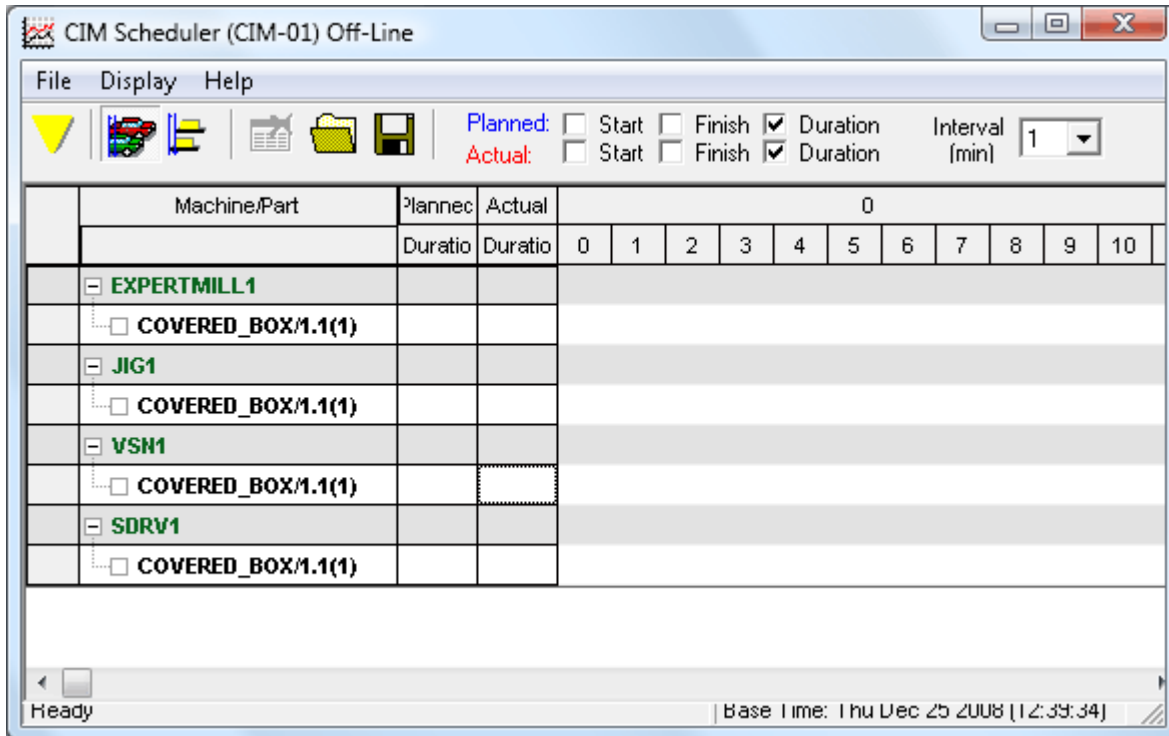 CIM Scheduler (CIM-01) Off-Line
File Display Help
Planned: Start Finish Duration
Actual: Start Finish Duration
Interval (min) 1
Machine/Part Planned Actual 0
Duratio Duratio 0 1 2 3 4 5 6 7 8 9 10
EXPERTMILL1
COVERED_BOX/1.1(1)
JIG1
COVERED_BOX/1.1(1)
VSN1
COVERED_BOX/1.1(1)
SDRV1
COVERED_BOX/1.1(1)
Ready Base Time: Thu Dec 25 2008 [12:39:34]